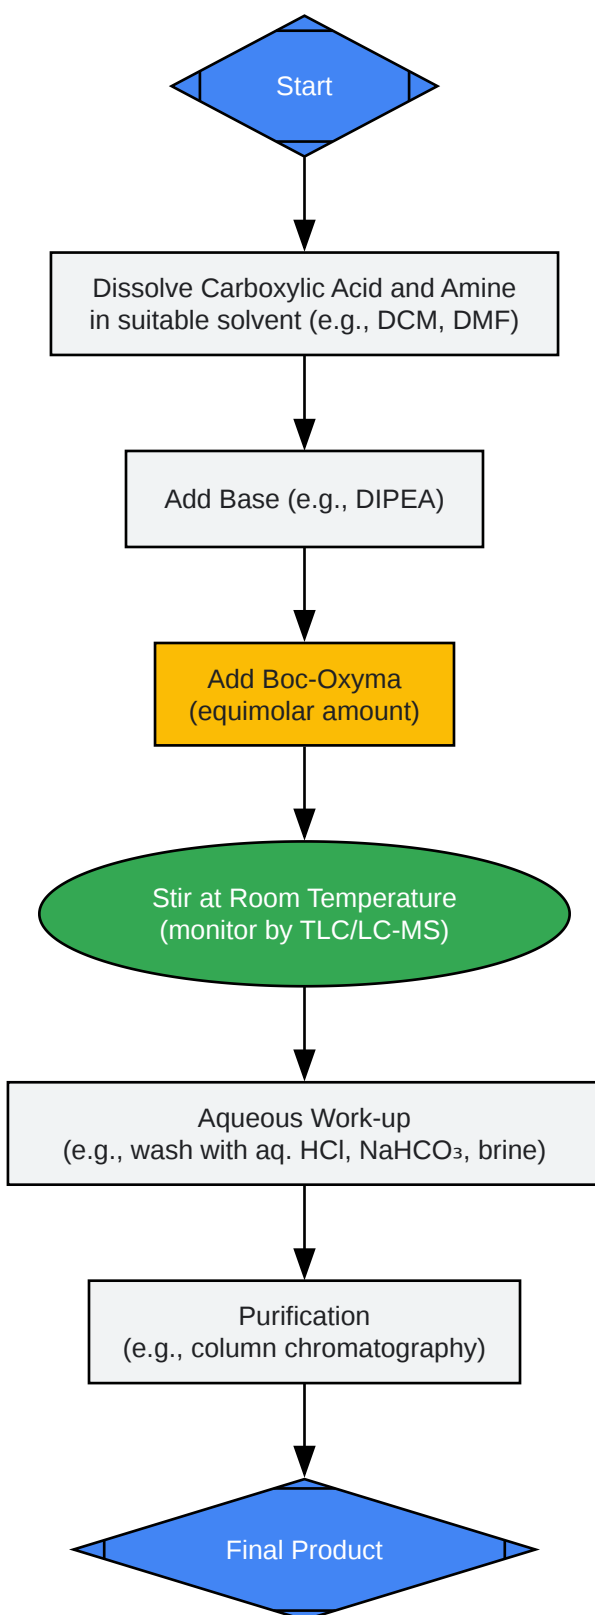 Start
Dissolve Carboxylic Acid and Amine
in suitable solvent (e.g., DCM, DMF)
Add Base (e.g., DIPEA)
Add Boc-Oxyma
(equimolar amount)
Stir at Room Temperature
(monitor by TLC/LC-MS)
Aqueous Work-up
(e.g., wash with aq. HCl, NaHCO₃, brine)
Purification
(e.g., column chromatography)
Final Product